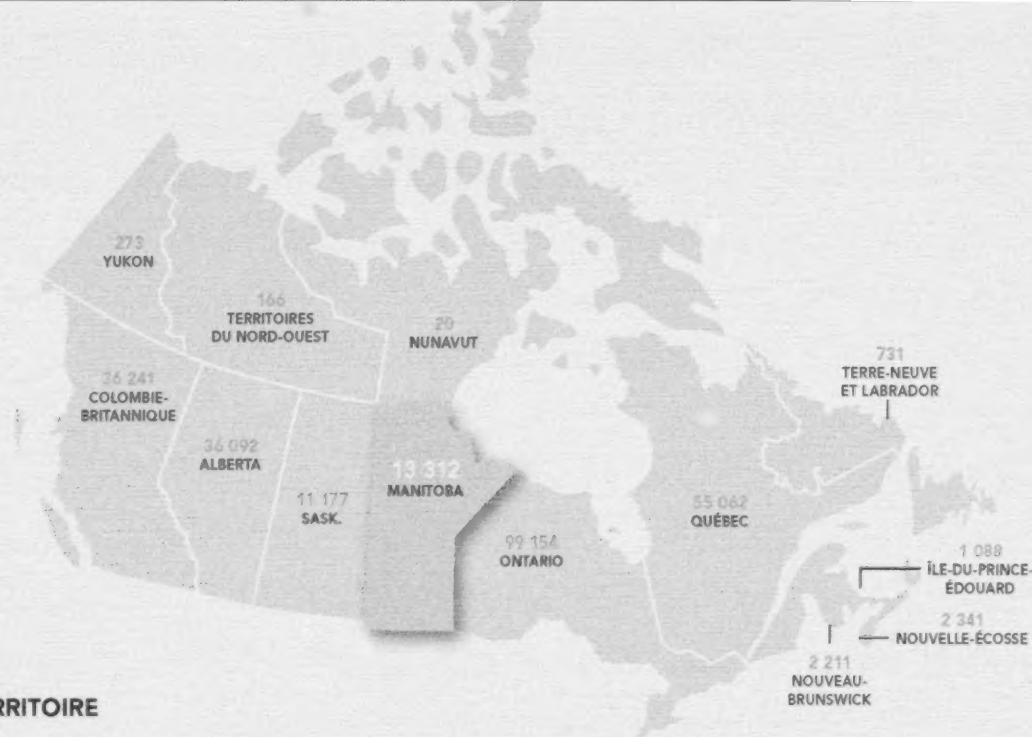 273
YUKON
166
TERRITOIRES
DU NORD-OUEST
20
NUNAVUT
731
TERRE-NEUVE
ET LABRADOR
36 241
COLOMBIE-
BRITANNIQUE
36 092
ALBERTA
13 312
MANITOBA
11 177
SASK.
55 062
QUÉBEC
99 154
ONTARIO
1 088
ÎLE-DU-PRINCE-
ÉDOUARD
2 341
NOUVELLE-ÉCOSSE
2 211
NOUVEAU-
BRUNSWICK
RRITOIRE